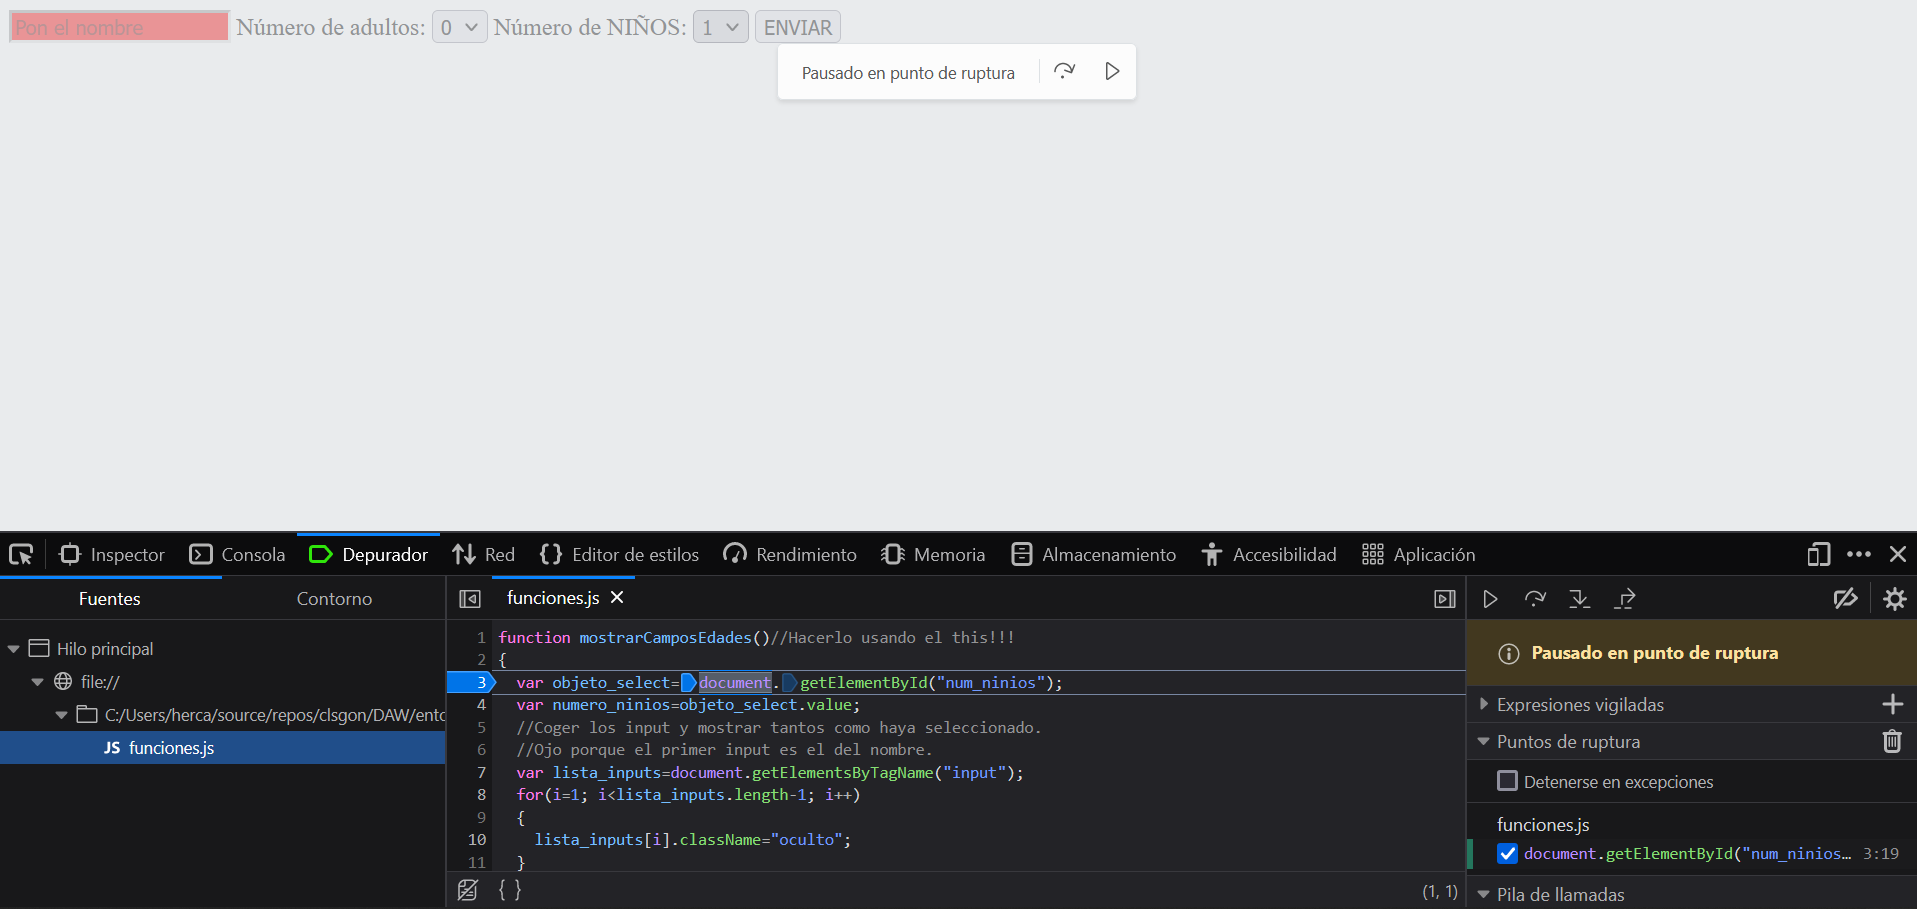 Pon el nombre Número de adultos: 0 Número de NIÑOS: 1 ENVIAR
Pausado en punto de ruptura
Inspector Consola Depurador Red Editor de estilos Rendimiento Memoria Almacenamiento Accesibilidad Aplicación
Fuentes Contorno
Hilo principal
file://
C:/Users/herca/source/repos/clsgon/DAW/ento
JS funciones.js
funciones.js
1 function mostrarCamposEdades()//Hacerlo usando el this!!!
2 {
3 var objeto_select=document.getElementById("num_ninios");
4 var numero_ninios=objeto_select.value;
5 //Coger los input y mostrar tantos como haya seleccionado.
6 //Ojo porque el primer input es el del nombre.
7 var lista_inputs=document.getElementsByTagName("input");
8 for(i=1; i<lista_inputs.length-1; i++)
9 {
10 lista_inputs[i].className="oculto";
11 }
{ } (1, 1)
Pausado en punto de ruptura
Expresiones vigiladas
Puntos de ruptura
Detenerse en excepciones
funciones.js
document.getElementById("num_ninios… 3:19
Pila de llamadas